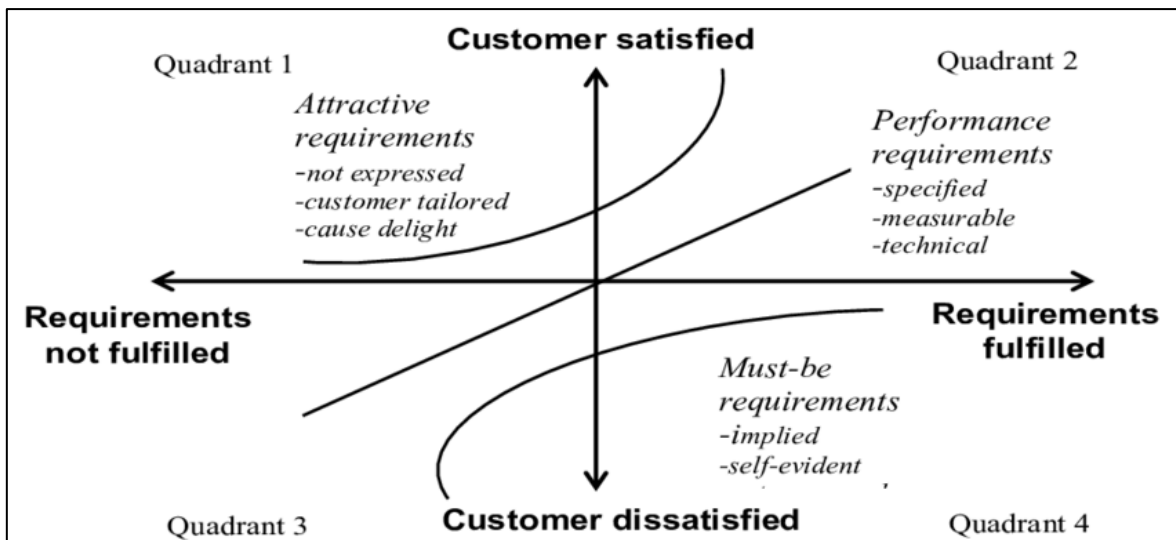 Customer satisfied
Quadrant 1
Quadrant 2
Attractive
requirements
-not expressed
-customer tailored
-cause delight
Performance
requirements
-specified
-measurable
-technical
Requirements
not fulfilled
Requirements
fulfilled
Must-be
requirements
-implied
-self-evident
Quadrant 3
Customer dissatisfied
Quadrant 4